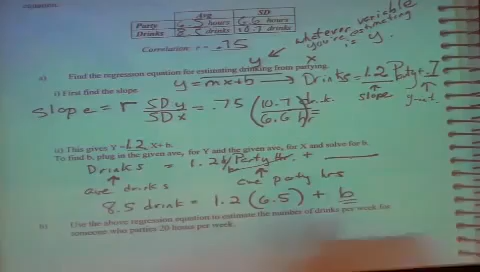 Avg SD
Party 6.5 hours 6.6 hours
Drinks 8.5 drinks 10.7 drinks
Correlation r = .75
whatever variable
you're estimating
is y.
a) Find the regression equation for estimating drinking from partying.
y x
y = mx + b → Drinks = 1.2 Party +
i) First find the slope. slope
slope = r SDy/SDx = .75 (10.7 drink. / 6.6 hr)
ii) This gives Y = 1.2 X + b.
To find b, plug in the given ave. for Y and the given ave. for X and solve for b.
Drinks = 1.2 Party hr + ____
ave drinks ave party hrs
8.5 drink = 1.2 (6.5) + b
b) Use the above regression equation to estimate the number of drinks per week for
someone who parties 20 hours per week.